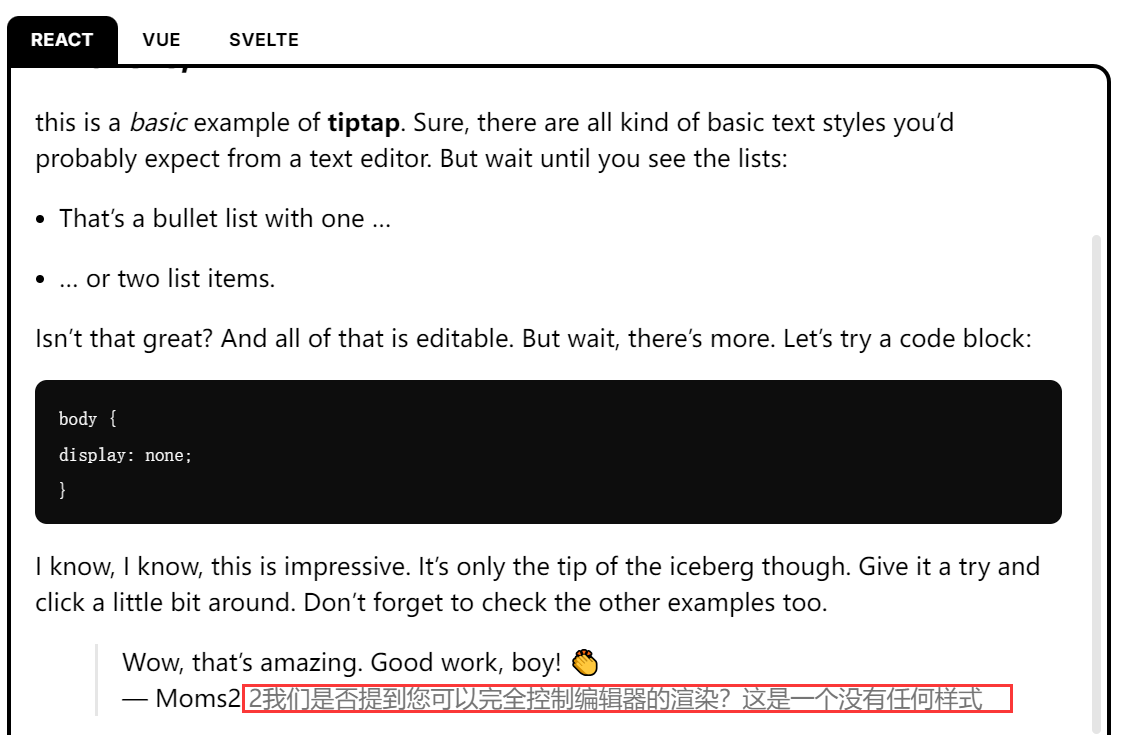 REACT VUE SVELTE
this is a basic example of tiptap. Sure, there are all kind of basic text styles you’d
probably expect from a text editor. But wait until you see the lists:
• That’s a bullet list with one …
• … or two list items.
Isn’t that great? And all of that is editable. But wait, there’s more. Let’s try a code block:
body {
display: none;
}
I know, I know, this is impressive. It’s only the tip of the iceberg though. Give it a try and
click a little bit around. Don’t forget to check the other examples too.
Wow, that’s amazing. Good work, boy! 👏
— Moms2 2我们是否提到您可以完全控制编辑器的渲染？这是一个没有任何样式